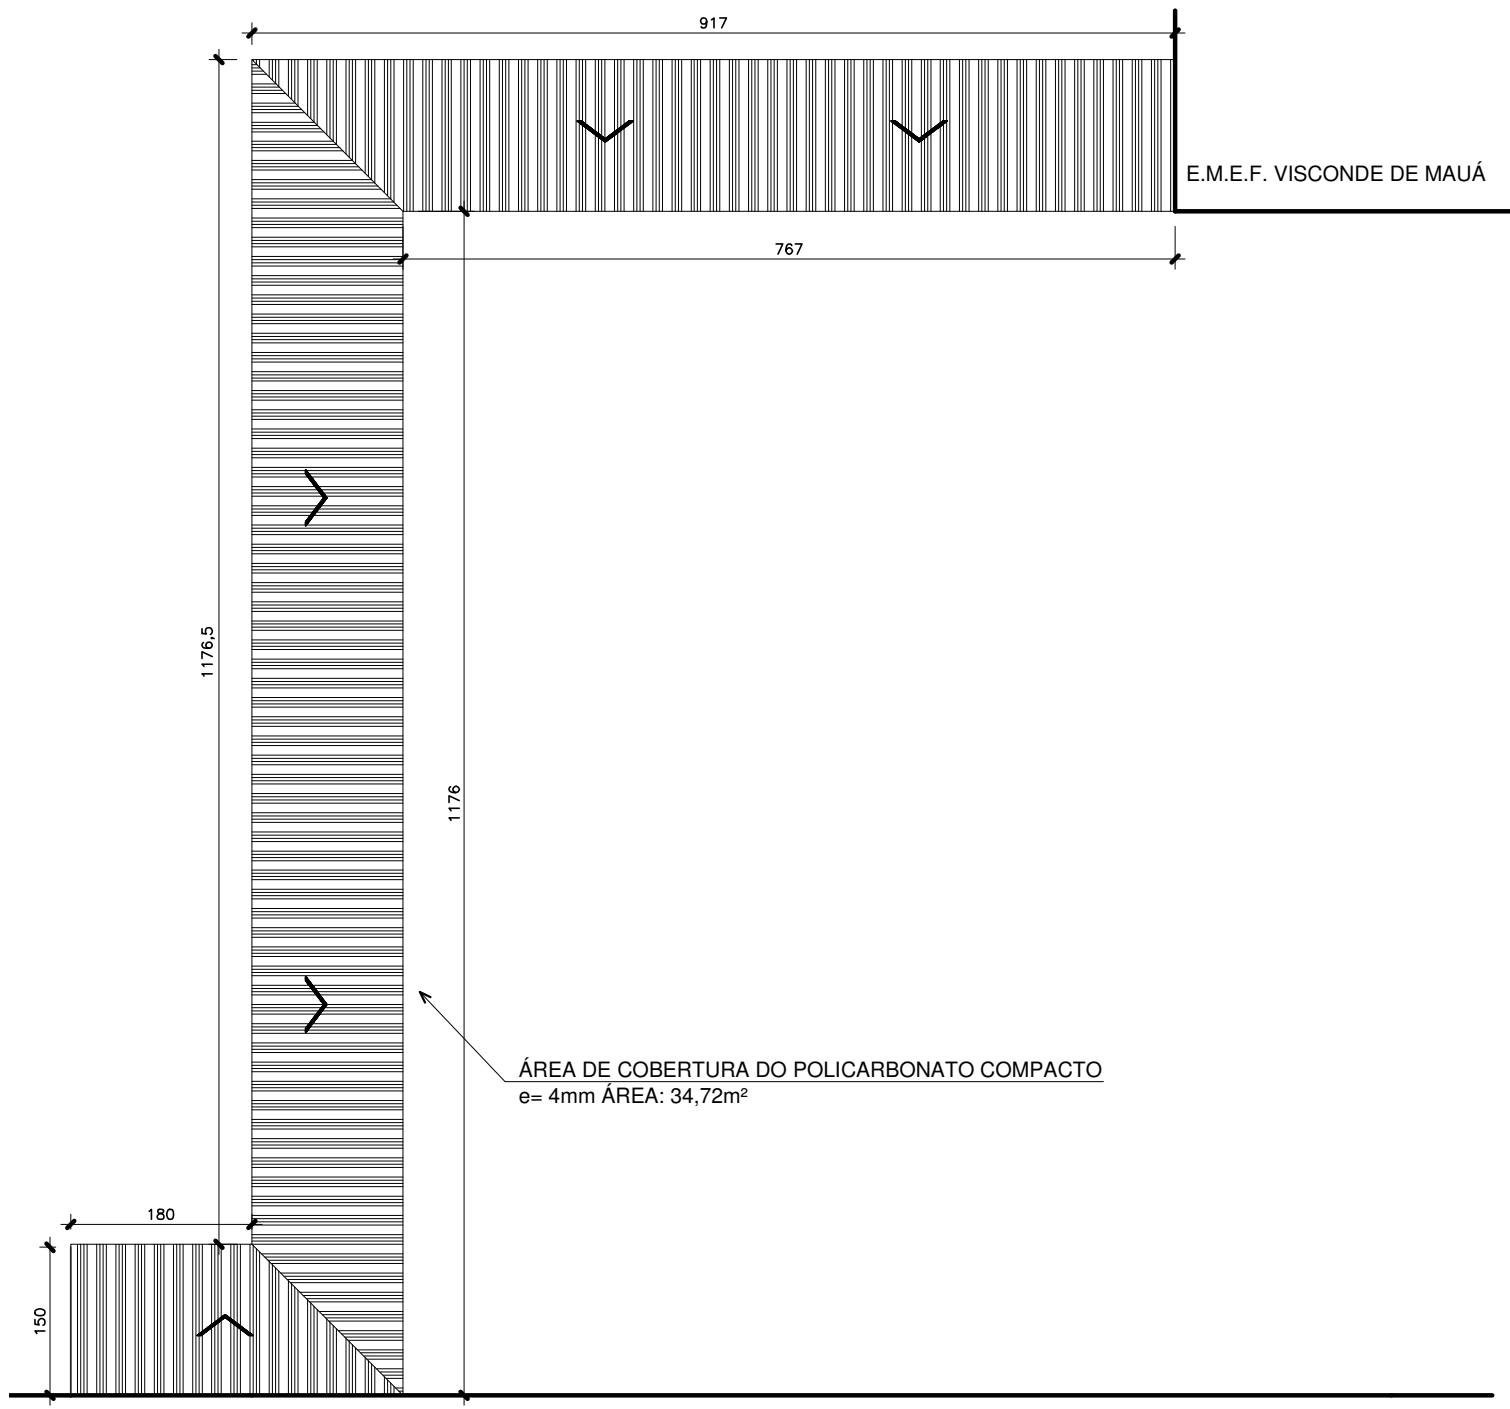 917
E.M.E.F. VISCONDE DE MAUÁ
767
1176,5
1176
ÁREA DE COBERTURA DO POLICARBONATO COMPACTO
e= 4mm ÁREA: 34,72m²
180
150